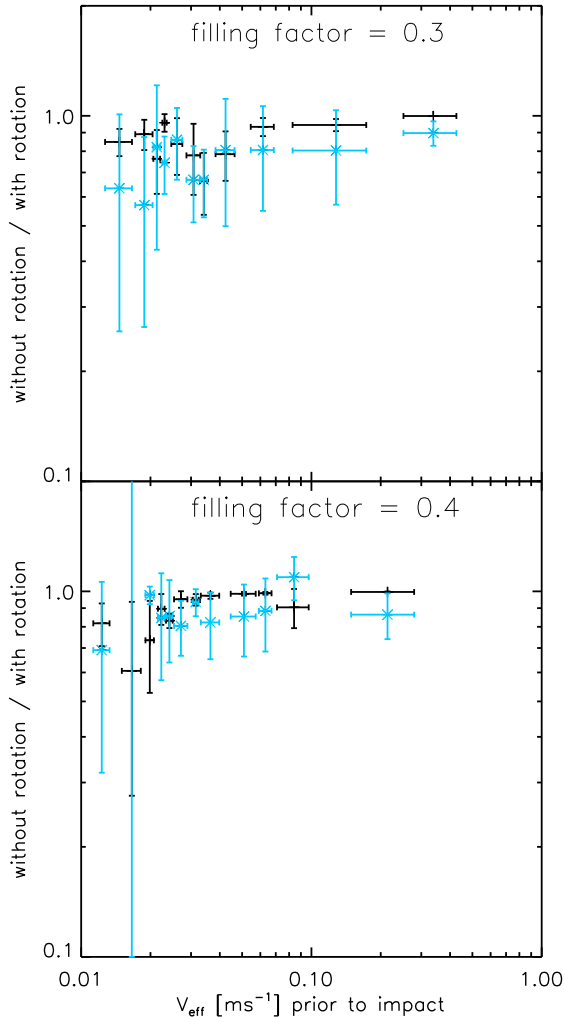 filling factor = 0.3
1.0
without rotation / with rotation
0.1
filling factor = 0.4
1.0
without rotation / with rotation
0.1
0.01 0.10 1.00
V_eff [ms⁻¹] prior to impact